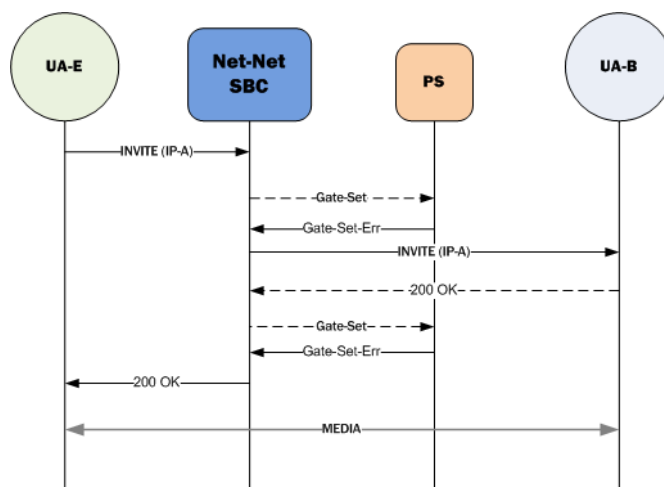 UA-E
Net-Net
SBC
PS
UA-B
INVITE (IP-A)
Gate-Set
Gate-Set-Err
INVITE (IP-A)
200 OK
Gate-Set
Gate-Set-Err
200 OK
MEDIA